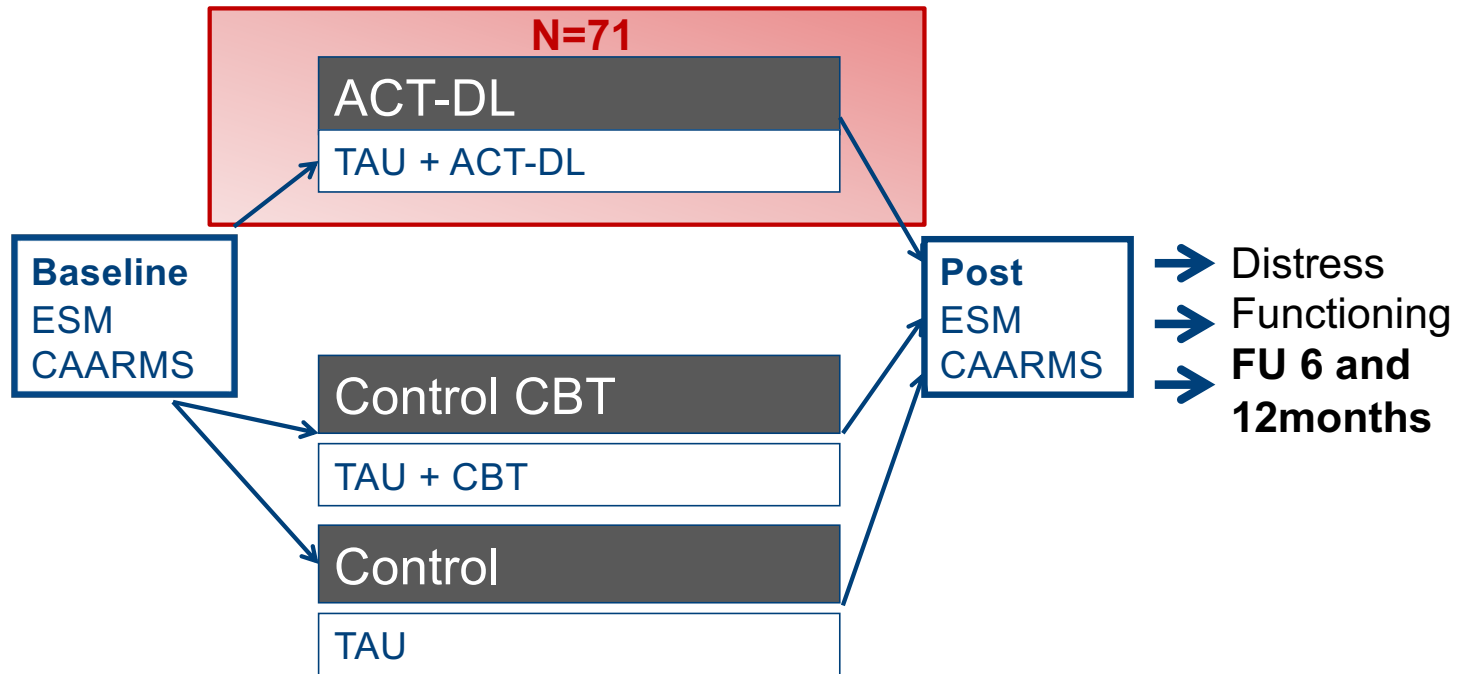 N=71
ACT-DL
TAU + ACT-DL
Baseline
ESM
CAARMS
Control CBT
TAU + CBT
Control
TAU
Post
ESM
CAARMS
Distress
Functioning
FU 6 and
12months